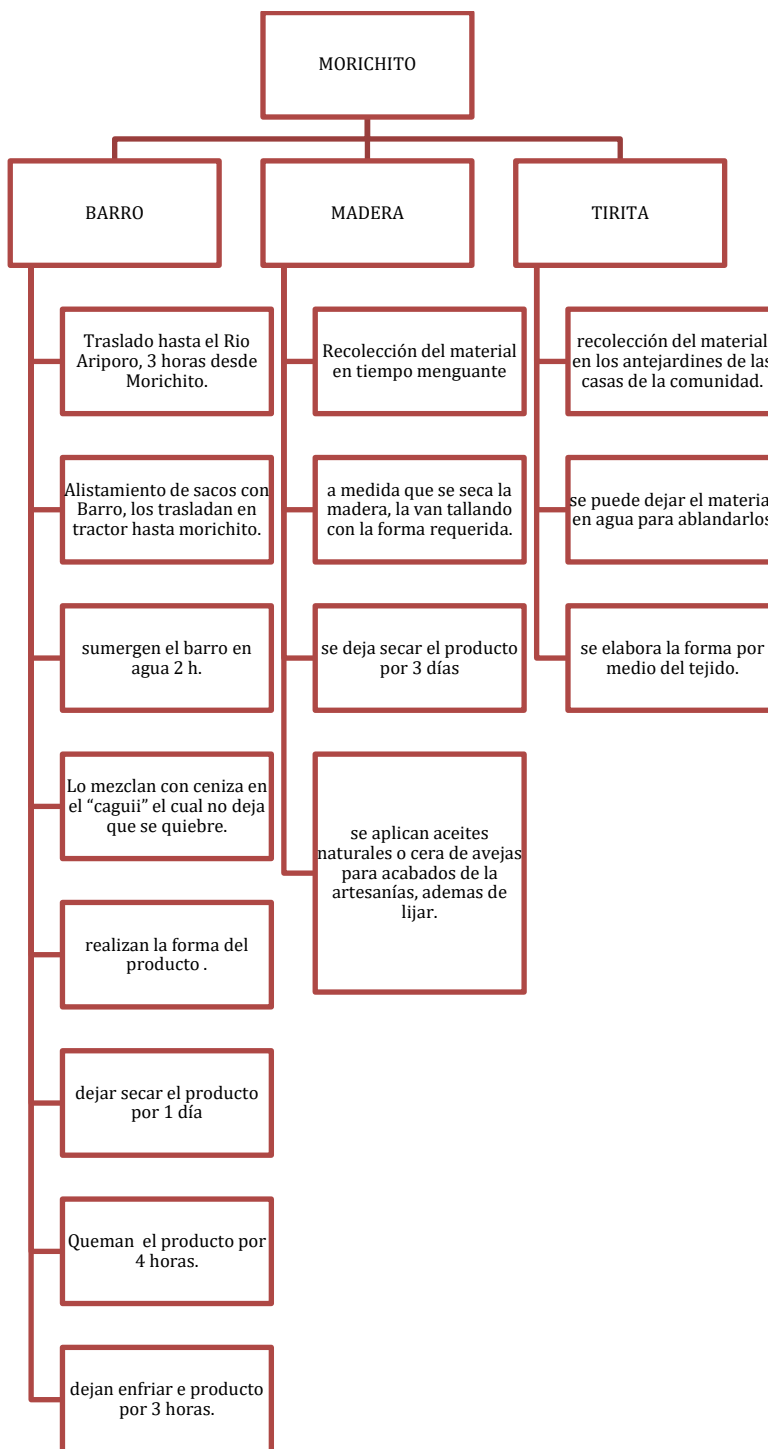 MORICHITO
BARRO
Traslado hasta el Rio
Ariporo, 3 horas desde
Morichito.
Alistamiento de sacos con
Barro, los trasladan en
tractor hasta morichito.
sumergen el barro en
agua 2 h.
Lo mezclan con ceniza en
el “caguii” el cual no deja
que se quiebre.
realizan la forma del
producto .
dejar secar el producto
por 1 día
Queman el producto por
4 horas.
dejan enfriar e producto
por 3 horas.
MADERA
Recolección del material
en tiempo menguante
a medida que se seca la
madera, la van tallando
con la forma requerida.
se deja secar el producto
por 3 días
se aplican aceites
naturales o cera de avejas
para acabados de la
artesanías, ademas de
lijar.
TIRITA
recolección del material
en los antejardines de las
casas de la comunidad.
se puede dejar el materia
en agua para ablandarlos
se elabora la forma por
medio del tejido.